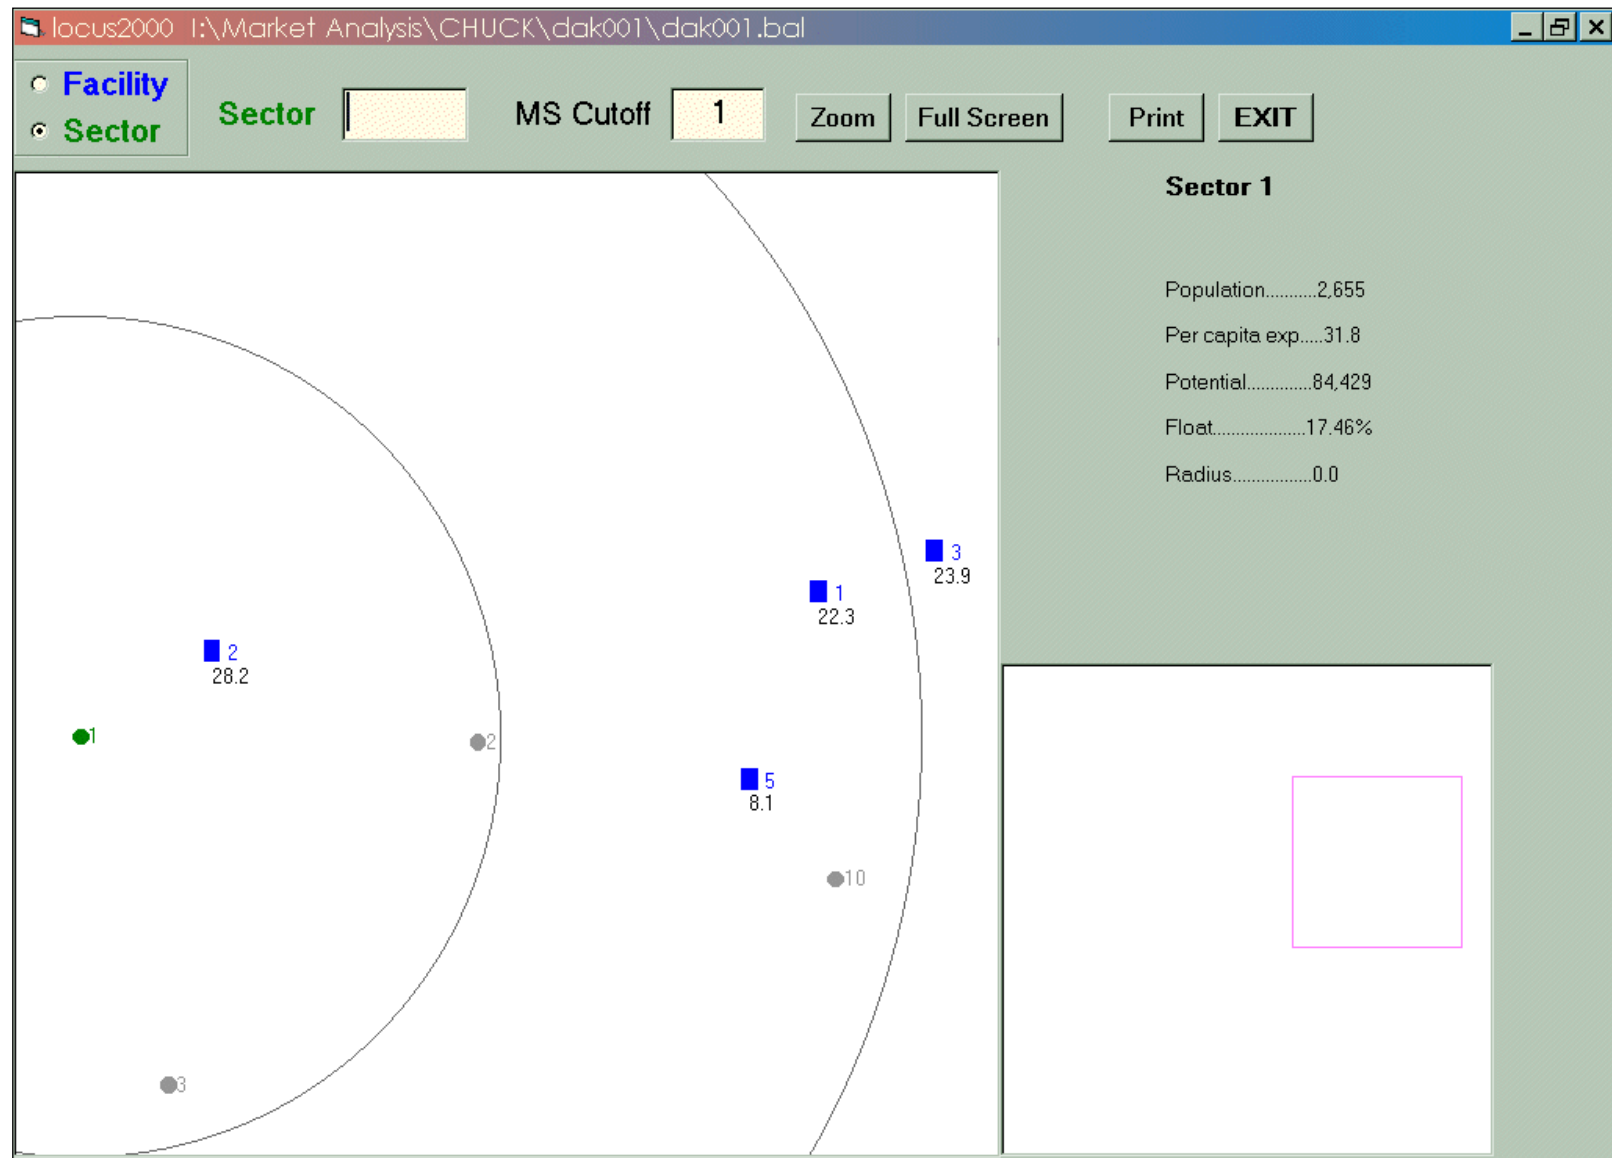 locus2000 I:\Market Analysis\CHUCK\dak001\dak001.bal
Facility
Sector
Sector
MS Cutoff 1
Zoom
Full Screen
Print
EXIT
Sector 1
Population..........2,655
Per capita exp.....31.8
Potential.............84,429
Float...................17.46%
Radius................0.0
3
23.9
1
22.3
2
28.2
1
2
5
8.1
10
3